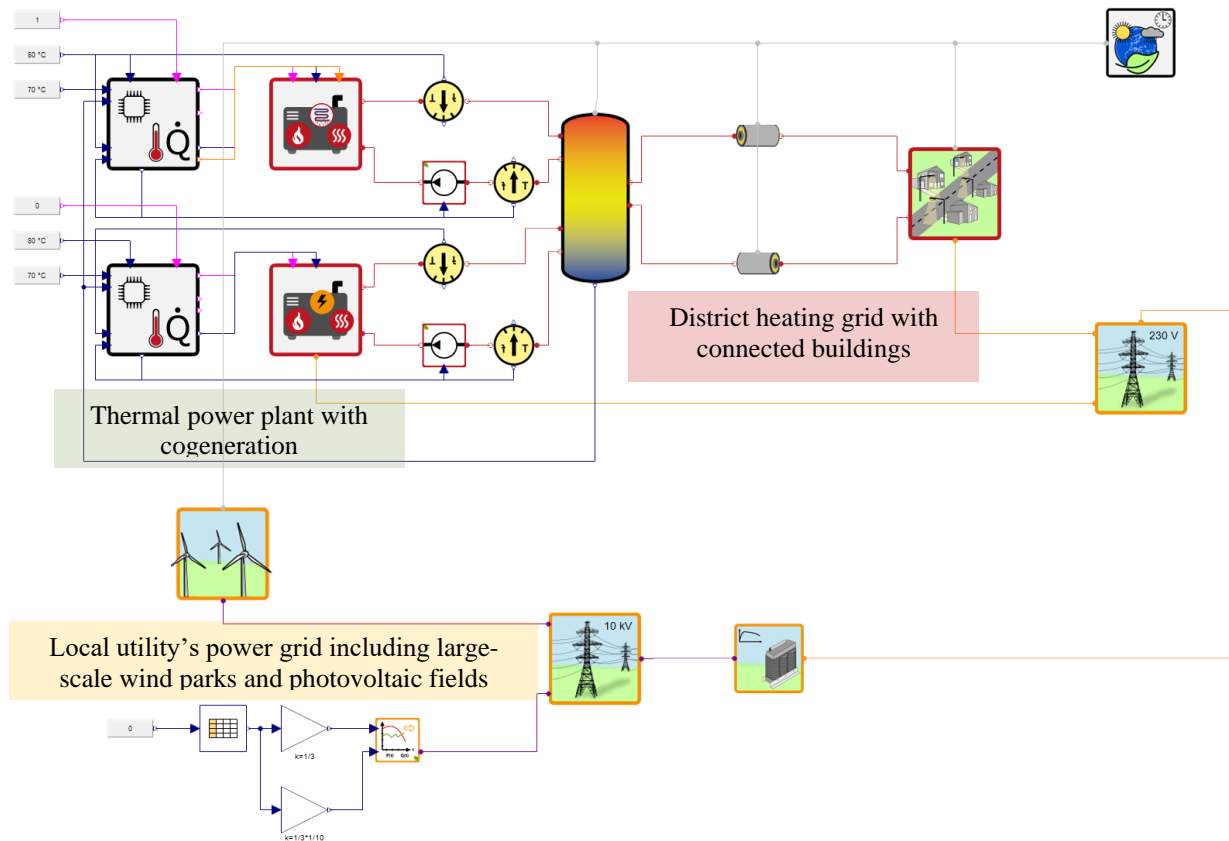 1
80 °C
70 °C
0
80 °C
70 °C
T
T
230 V
District heating grid with
connected buildings
Thermal power plant with
cogeneration
10 kV
Local utility's power grid including large-
scale wind parks and photovoltaic fields
0
k=1/3
P(t) Q(t)
k=1/3*1/10